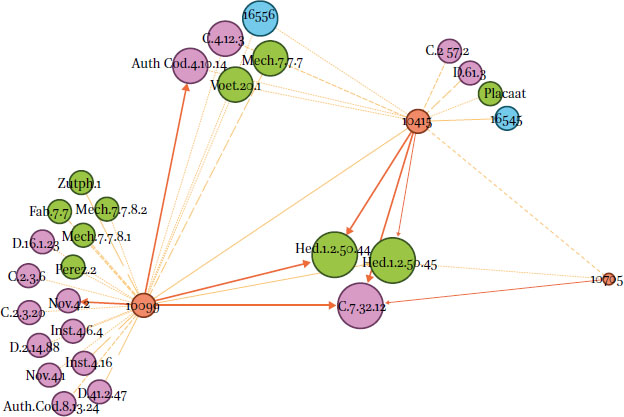 16556
C.4.12.3
Auth Cod.4.10.14
Mech.7.7.7
Voet.20.1
C.2 57.2
D.61.3
Placaat
16545
10415
Zutph.1
Fab.7.7
Mech.7.7.8.2
Mech.7.7.8.1
D.16.1.23
Perez.2
C.2.3.6
Nov.4.2
10099
C.2.3.20
Inst.4.6.4
D.2.14.88
Inst.4.16
Nov.4.1
D.41.2.47
Auth.Cod.8.13.24
Hed.1.2.50.44
Hed.1.2.50.45
C.7.32.12
10705